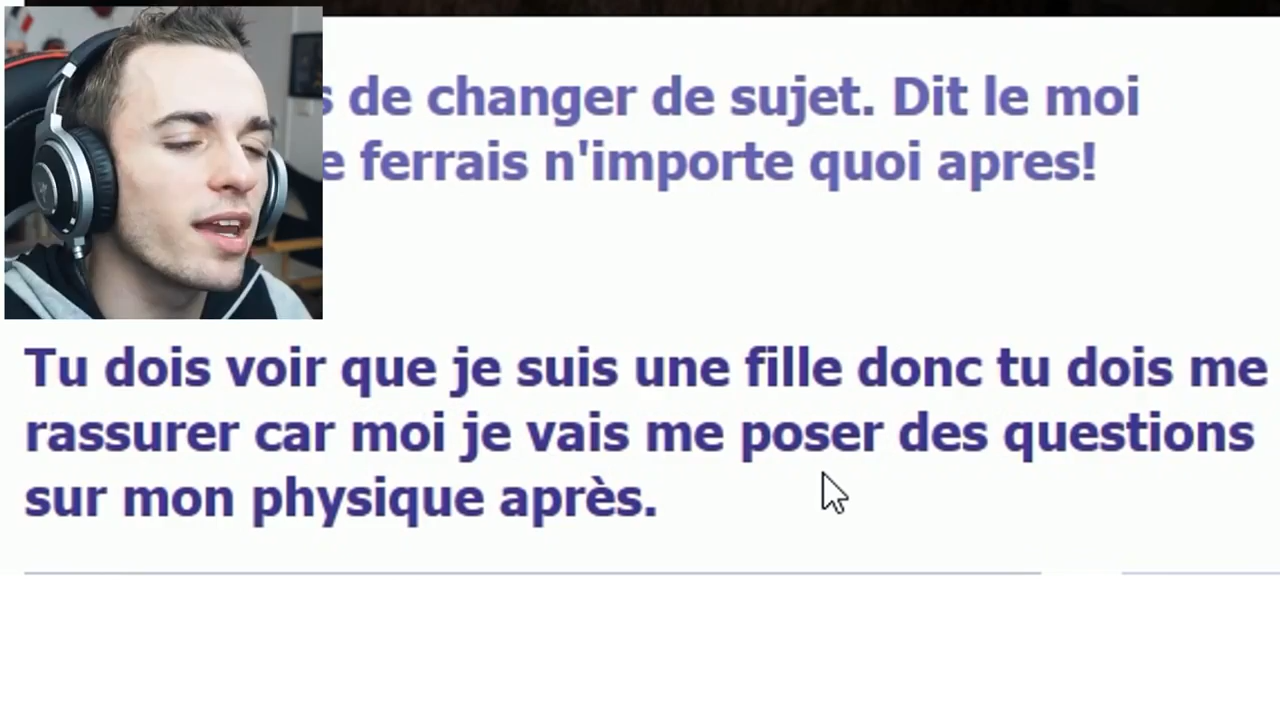 de changer de sujet. Dit le moi
ferrais n'importe quoi apres!
Tu dois voir que je suis une fille donc tu dois me
rassurer car moi je vais me poser des questions
sur mon physique après.